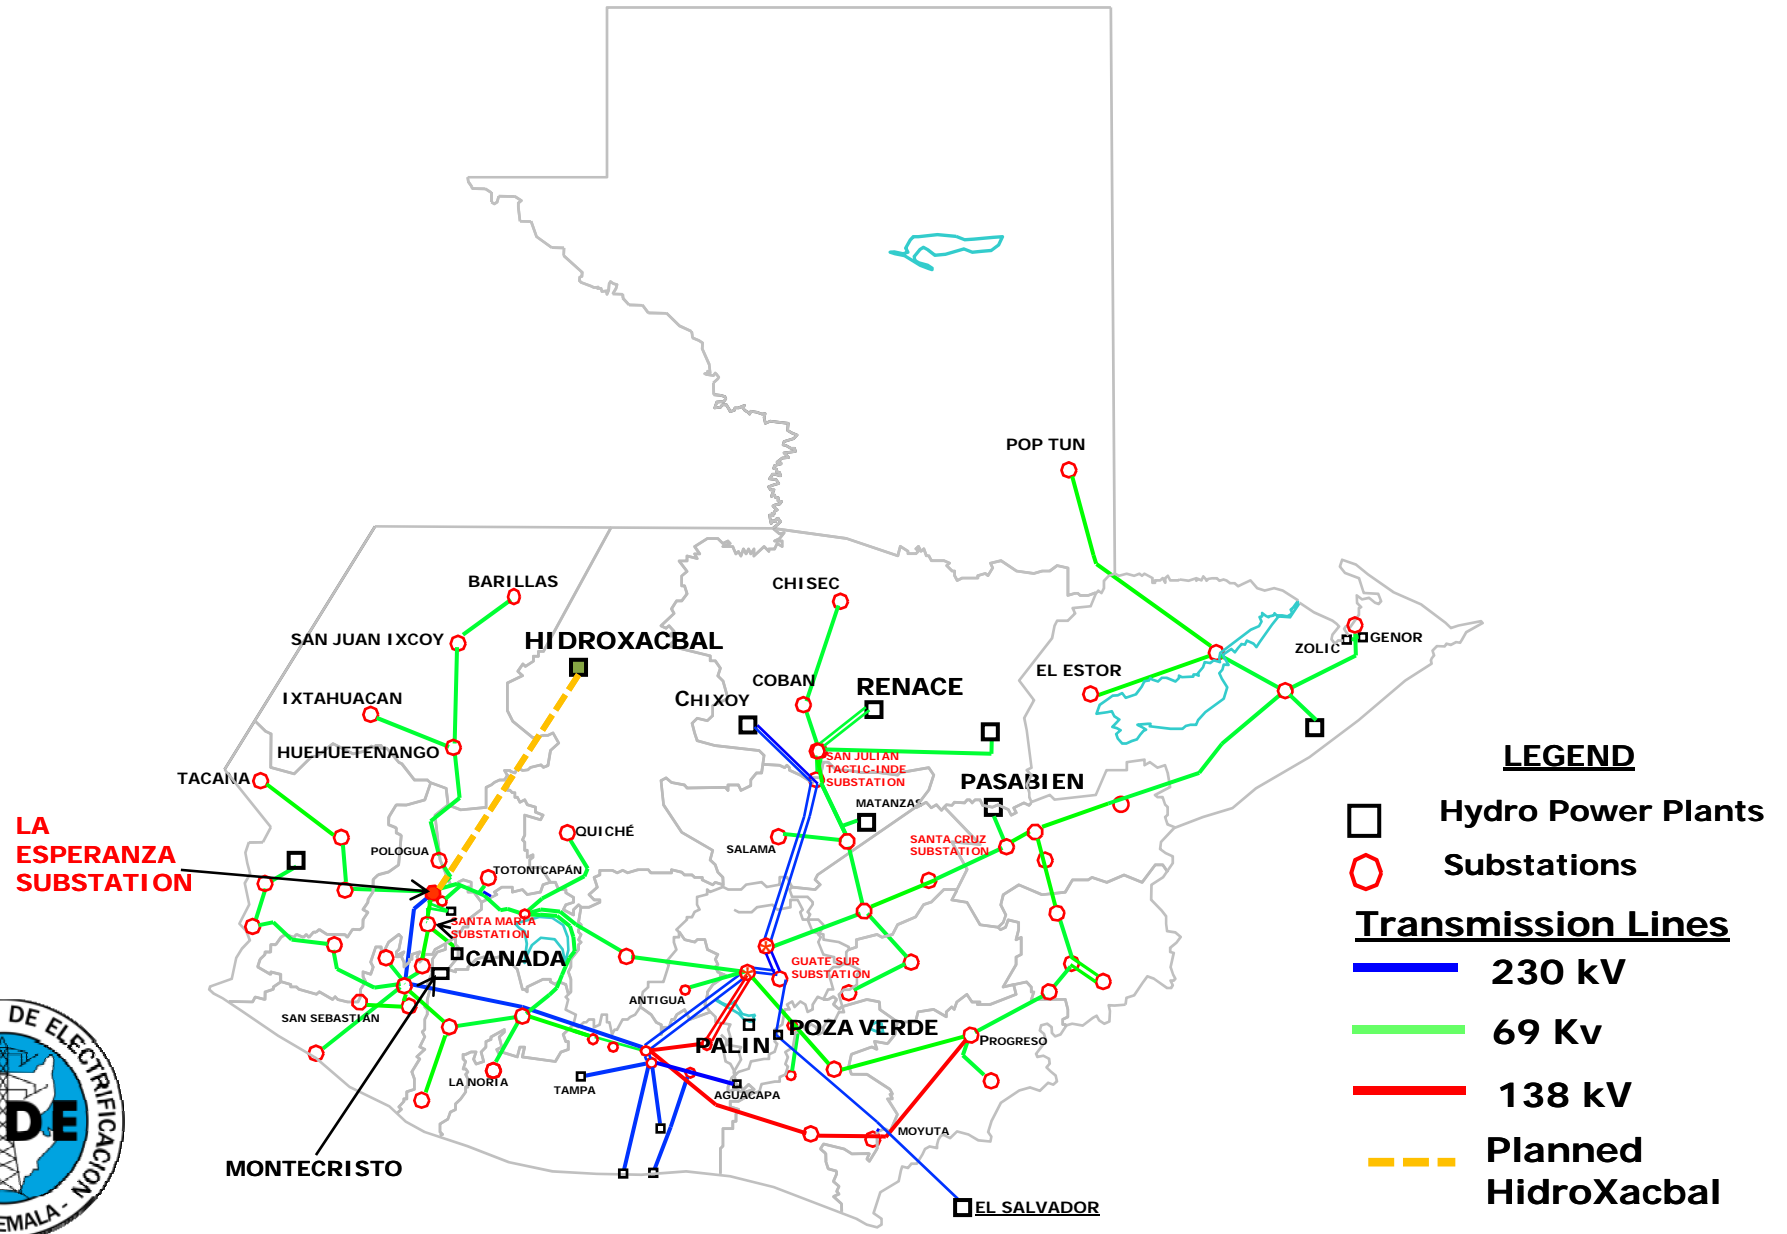 POP TUN
BARILLAS
CHISEC
SAN JUAN IXCOY
HIDROXACBAL
ZOLIC
GENOR
IXTAHUACAN
COBAN
RENACE
EL ESTOR
CHIXOY
HUEHUETENANGO
TACANA
SAN JULIAN
TACTIC-INDE
SUBSTATION
PASABIEN
MATANZAS
LA
ESPERANZA
SUBSTATION
POLOGUA
QUICHÉ
TOTONICAPÁN
SALAMA
SANTA CRUZ
SUBSTATION
SANTA MARTA
SUBSTATION
CANADA
GUATE SUR
SUBSTATION
ANTIGUA
SAN SEBASTIAN
POZA VERDE
PALIN
PROGRESO
LA NORIA
TAMPA
AGUACAPA
MOYUTA
MONTECRISTO
EL SALVADOR
LEGEND
Hydro Power Plants
Substations
Transmission Lines
230 kV
69 Kv
138 kV
Planned
HidroXacbal
DE ELECTRIFICACION
DE